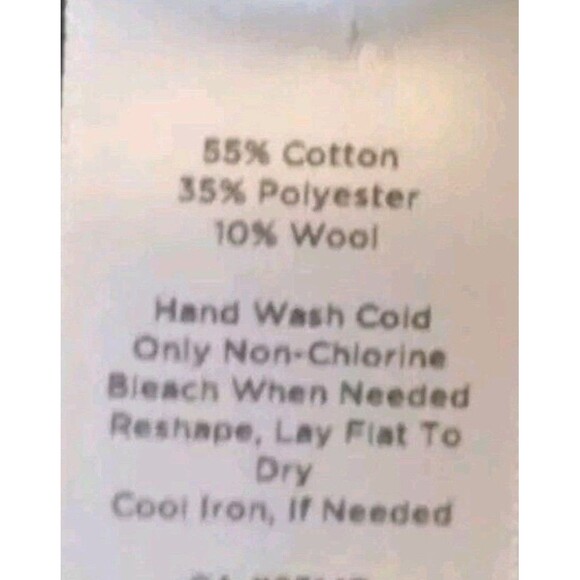 55% Cotton
35% Polyester
10% Wool
Hand Wash Cold
Only Non-Chlorine
Bleach When Needed
Reshape, Lay Flat To
Dry
Cool Iron, If Needed